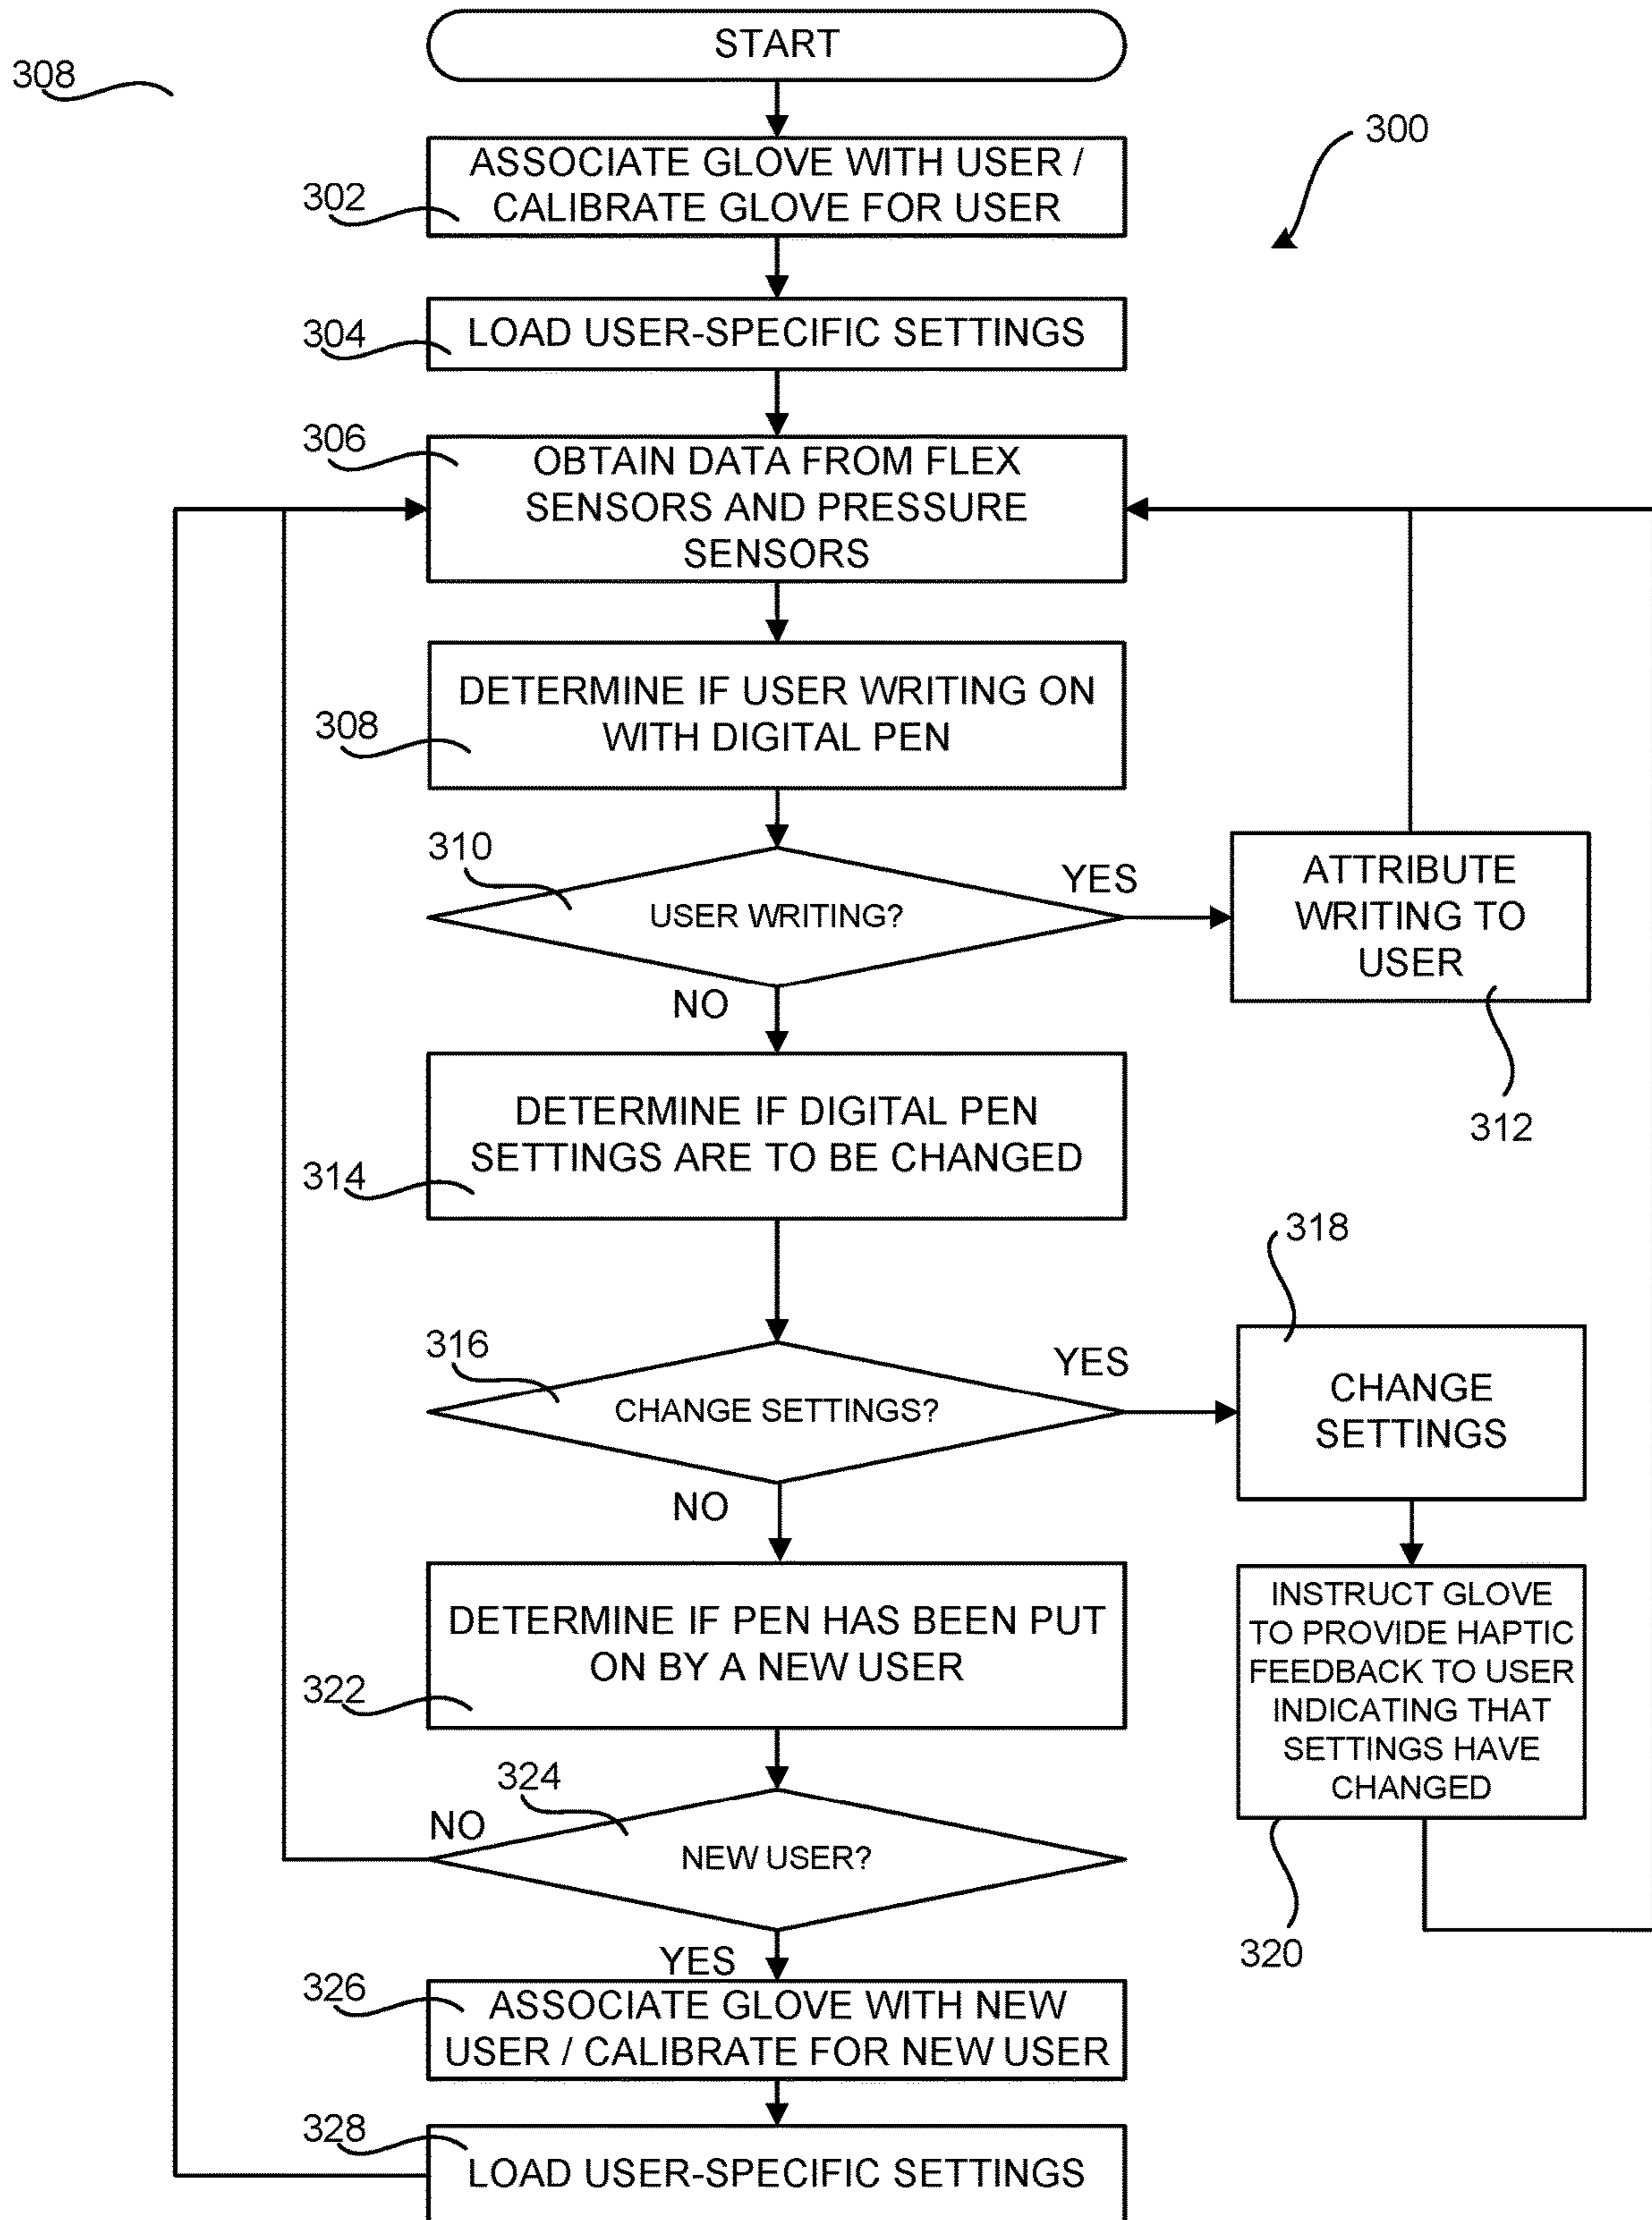 START
308
300
302
ASSOCIATE GLOVE WITH USER /
CALIBRATE GLOVE FOR USER
304
LOAD USER-SPECIFIC SETTINGS
306
OBTAIN DATA FROM FLEX
SENSORS AND PRESSURE
SENSORS
308
DETERMINE IF USER WRITING ON
WITH DIGITAL PEN
310
USER WRITING?
YES
NO
ATTRIBUTE
WRITING TO
USER
312
314
DETERMINE IF DIGITAL PEN
SETTINGS ARE TO BE CHANGED
316
CHANGE SETTINGS?
YES
NO
318
CHANGE
SETTINGS
INSTRUCT GLOVE
TO PROVIDE HAPTIC
FEEDBACK TO USER
INDICATING THAT
SETTINGS HAVE
CHANGED
320
322
DETERMINE IF PEN HAS BEEN PUT
ON BY A NEW USER
324
NO
NEW USER?
YES
326
ASSOCIATE GLOVE WITH NEW
USER / CALIBRATE FOR NEW USER
328
LOAD USER-SPECIFIC SETTINGS